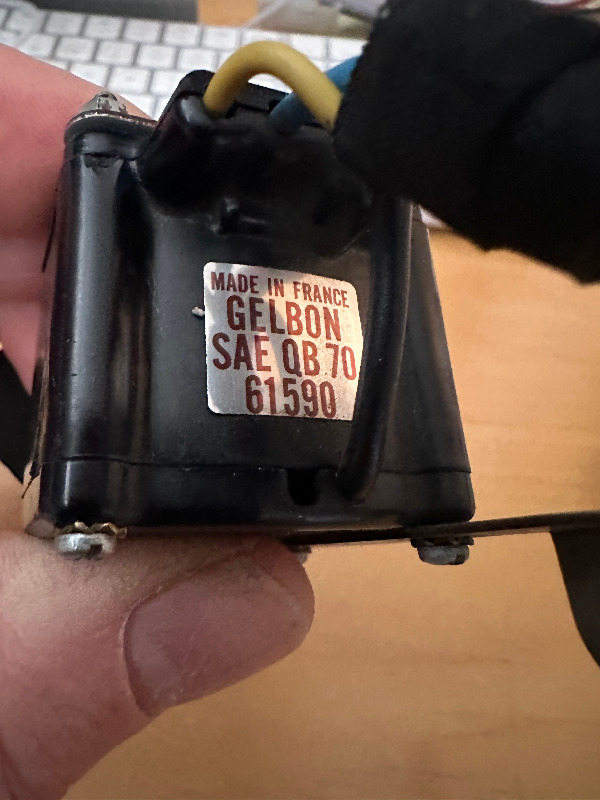 MADE IN FRANCE
GELBON
SAE QB 70
61590